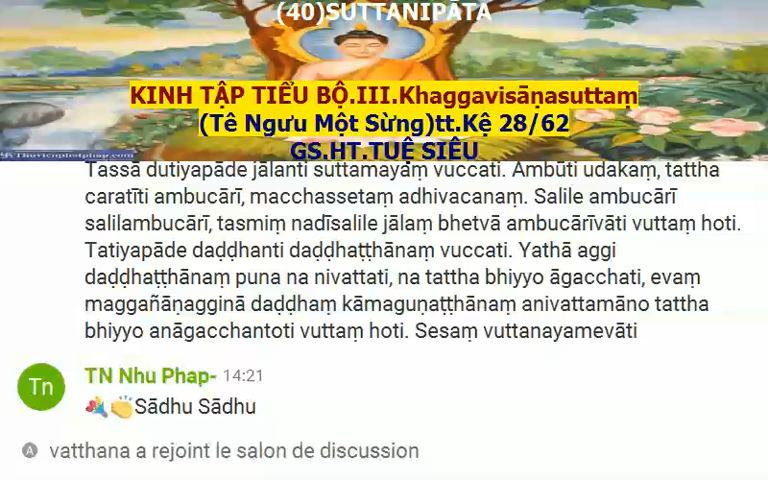 (40)SUTTANIPĀTA
KINH TẬP TIỂU BỘ.III.Khaggavisāṇasuttaṃ
(Tê Ngưu Một Sừng)tt.Kệ 28/62
GS.HT.TUỆ SIÊU
Thuvienphatphap.com
Tassā dutiyapāde jālanti suttamayaṃ vuccati. Ambūti udakaṃ, tattha
caratīti ambucārī, macchassetaṃ adhivacanaṃ. Salile ambucārī
salilambucārī, tasmiṃ nadīsalile jālaṃ bhetvā ambucārīvāti vuttaṃ hoti.
Tatiyapāde daḍḍhanti daḍḍhaṭṭhānaṃ vuccati. Yathā aggi
daḍḍhaṭṭhānaṃ puna na nivattati, na tattha bhiyyo āgacchati, evaṃ
maggañāṇagginā daḍḍhaṃ kāmaguṇaṭṭhānaṃ anivattamāno tattha
bhiyyo anāgacchantoti vuttaṃ hoti. Sesaṃ vuttanayamevāti
Tn
TN Nhu Phap- 14:21
Sādhu Sādhu
A vatthana a rejoint le salon de discussion